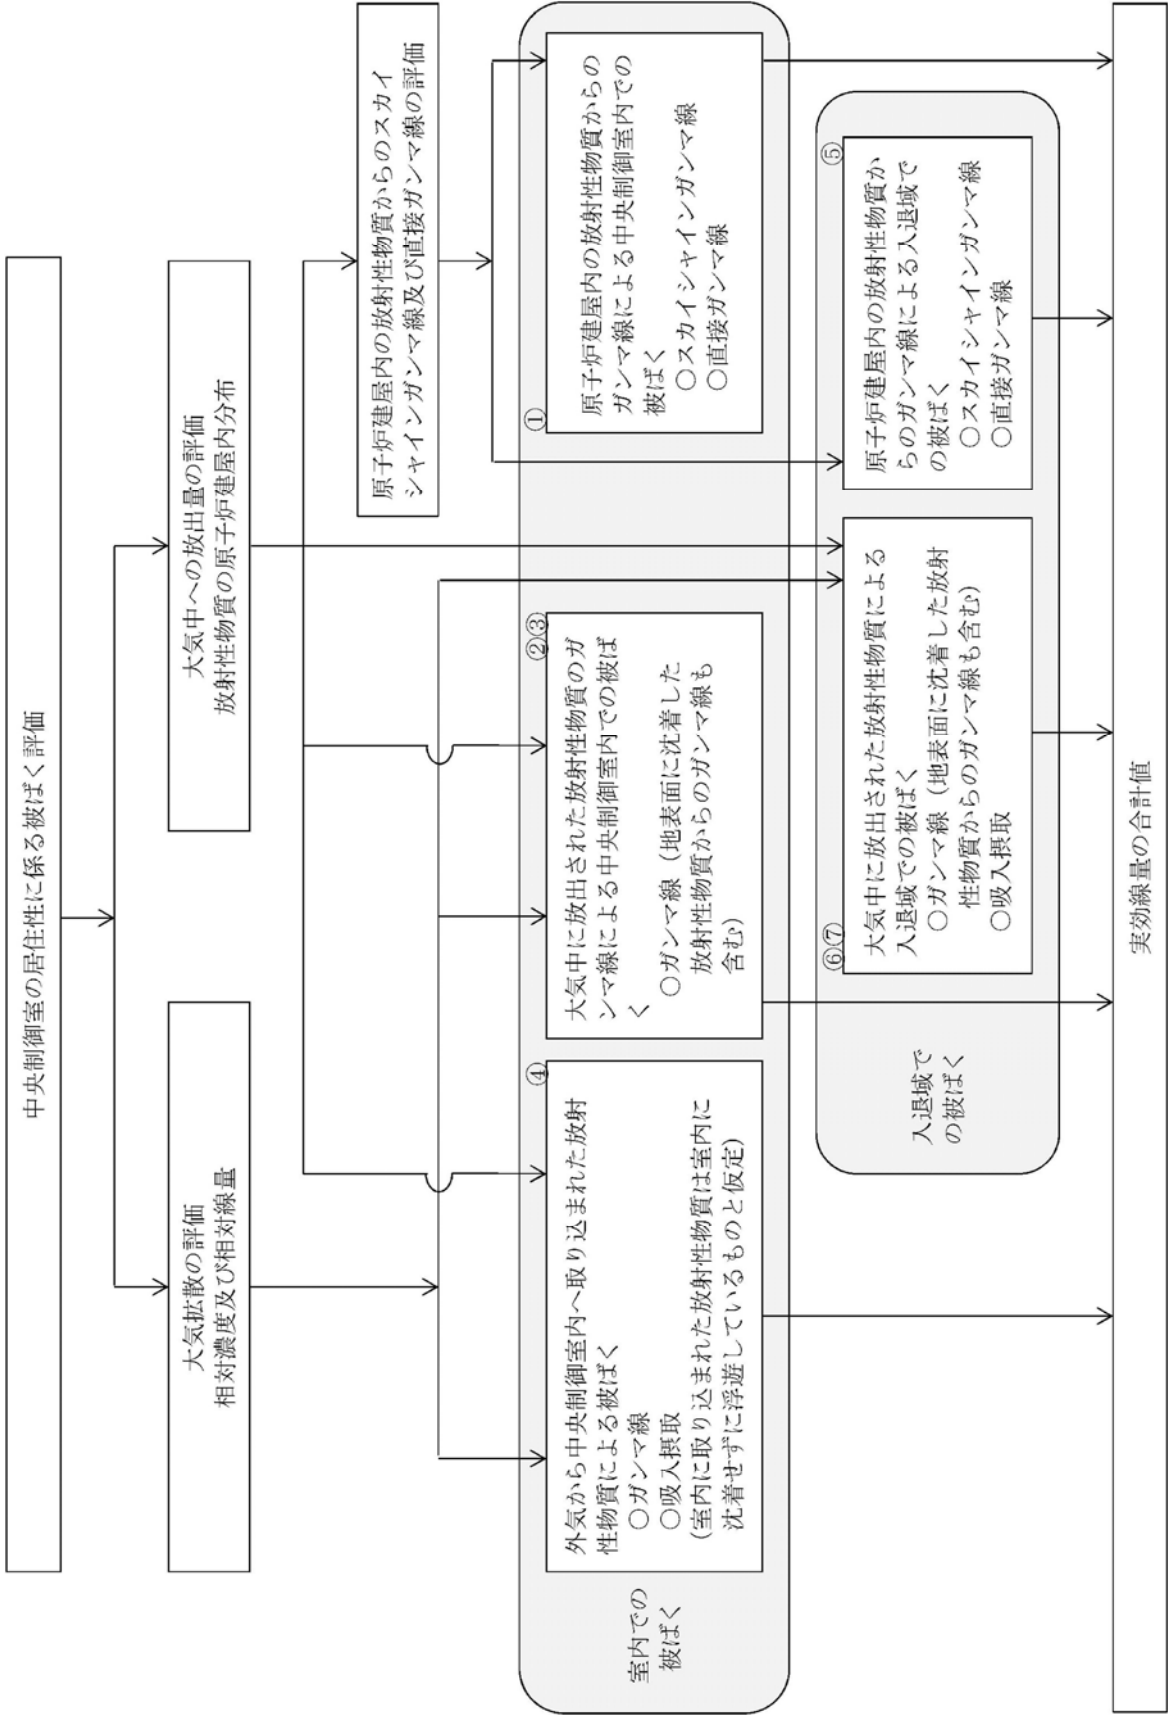 中央制御室の居住性に係る被ばく評価
大気拡散の評価
相対濃度及び相対線量
大気中への放出量の評価
放射性物質の原子炉建屋内分布
原子炉建屋内の放射性物質からのスカイ
シャインガンマ線及び直接ガンマ線の評価
室内での
被ばく
④
外気から中央制御室内へ取り込まれた放射
性物質による被ばく
○ガンマ線
○吸入摂取
(室内に取り込まれた放射性物質は室内に
沈着せずに浮遊しているものと仮定)
②③
大気中に放出された放射性物質のガ
ンマ線による中央制御室内での被ば
く
○ガンマ線（地表面に沈着した
放射性物質からのガンマ線も
含む）
①
原子炉建屋内の放射性物質からの
ガンマ線による中央制御室内での
被ばく
○スカイシャインガンマ線
○直接ガンマ線
入退域で
の被ばく
⑥⑦
大気中に放出された放射性物質による
入退域での被ばく
○ガンマ線（地表面に沈着した放射
性物質からのガンマ線も含む）
○吸入摂取
⑤
原子炉建屋内の放射性物質か
らのガンマ線による入退域で
の被ばく
○スカイシャインガンマ線
○直接ガンマ線
実効線量の合計値